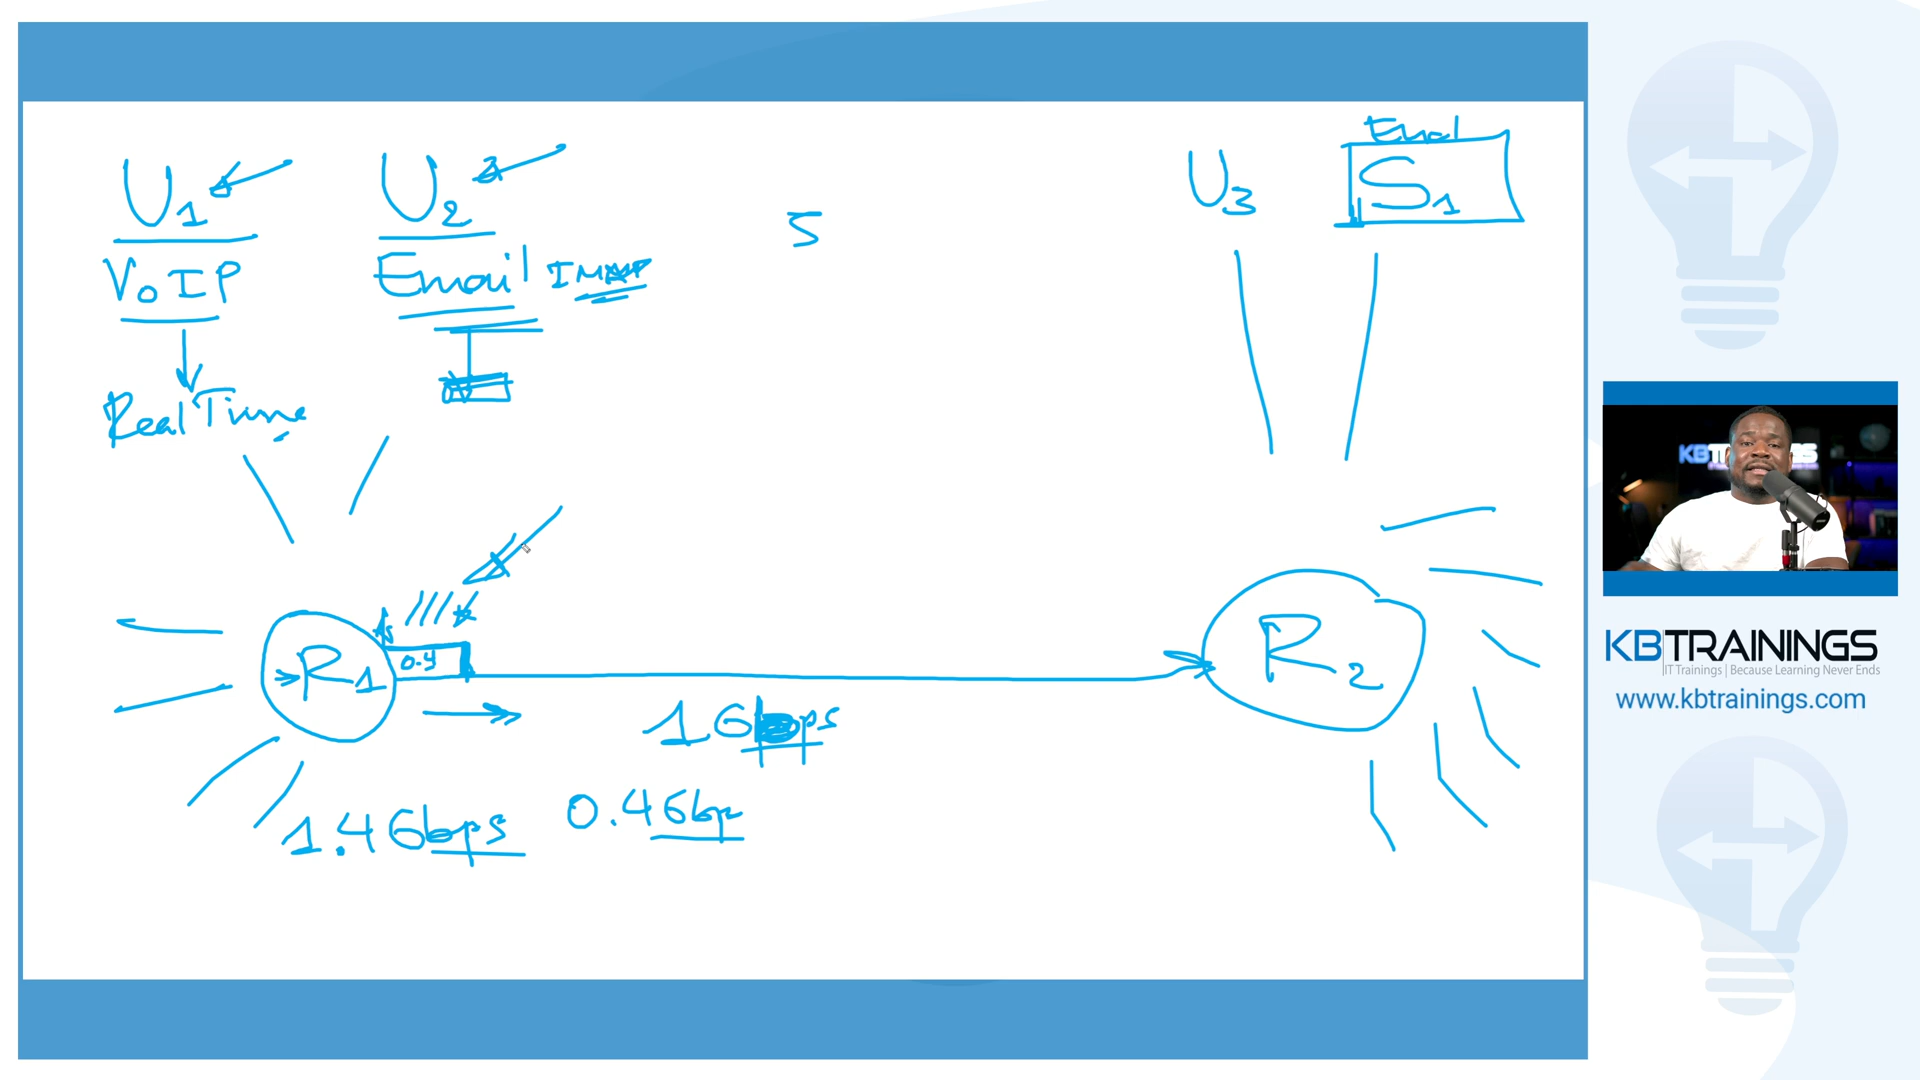 U1
U2
VoIP
Email IMAP
Real Time
5
U3
Email
S1
R1
0.4
R2
1Gbps
1.4Gbps
0.4Gbp
KBTRAININGS
IT Trainings | Because Learning Never Ends
www.kbtrainings.com